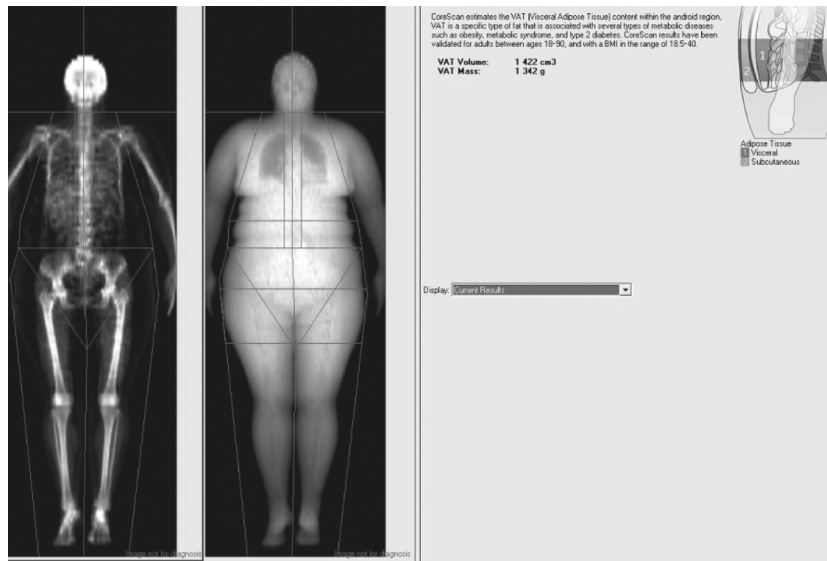 CoreScan estimates the VAT (Visceral Adipose Tissue) content within the android region,
VAT is a specific type of fat that is associated with several types of metabolic diseases
such as obesity, metabolic syndrome, and type 2 diabetes. CoreScan results have been
validated for adults between ages 18-90, and with a BMI in the range of 18.5-40.
VAT Volume: 1 422 cm3
VAT Mass: 1 342 g
1
2
Adipose Tissue
1 Visceral
Subcutaneous
Display: Current Results
Image not for diagnosis
Image not for diagnosis